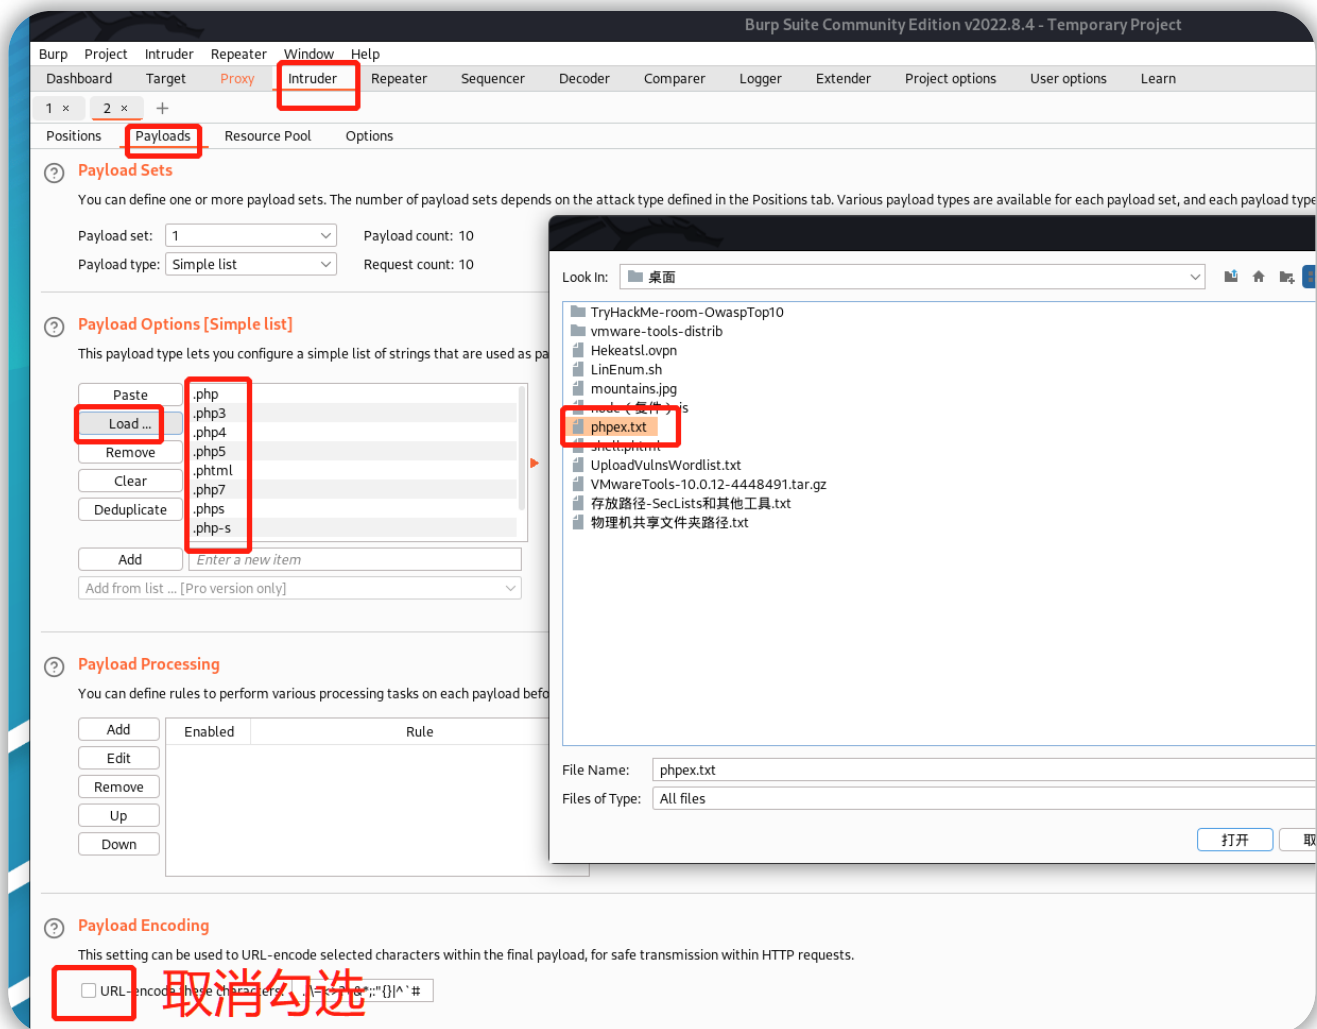 Burp Suite Community Edition v2022.8.4 - Temporary Project
Burp Project Intruder Repeater Window Help
Dashboard Target Proxy Intruder Repeater Sequencer Decoder Comparer Logger Extender Project options User options Learn
1 × 2 × +
Positions Payloads Resource Pool Options
? Payload Sets
You can define one or more payload sets. The number of payload sets depends on the attack type defined in the Positions tab. Various payload types are available for each payload set, and each payload type
Payload set: 1 Payload count: 10
Payload type: Simple list Request count: 10
? Payload Options [Simple list]
This payload type lets you configure a simple list of strings that are used as pa
Paste
Load ...
Remove
Clear
Deduplicate
.php
.php3
.php4
.php5
.phtml
.php7
.phps
.php-s
Add Enter a new item
Add from list ... [Pro version only]
? Payload Processing
You can define rules to perform various processing tasks on each payload befo
Add
Edit
Remove
Up
Down
Enabled Rule
? Payload Encoding
This setting can be used to URL-encode selected characters within the final payload, for safe transmission within HTTP requests.
URL-encode these characters:
取消勾选
Look In: 桌面
TryHackMe-room-OwaspTop10
vmware-tools-distrib
Hekeatsl.ovpn
LinEnum.sh
mountains.jpg
node（复件）.js
phpex.txt
shell.phtml
UploadVulnsWordlist.txt
VMwareTools-10.0.12-4448491.tar.gz
存放路径-SecLists和其他工具.txt
物理机共享文件夹路径.txt
File Name: phpex.txt
Files of Type: All files
打开 取